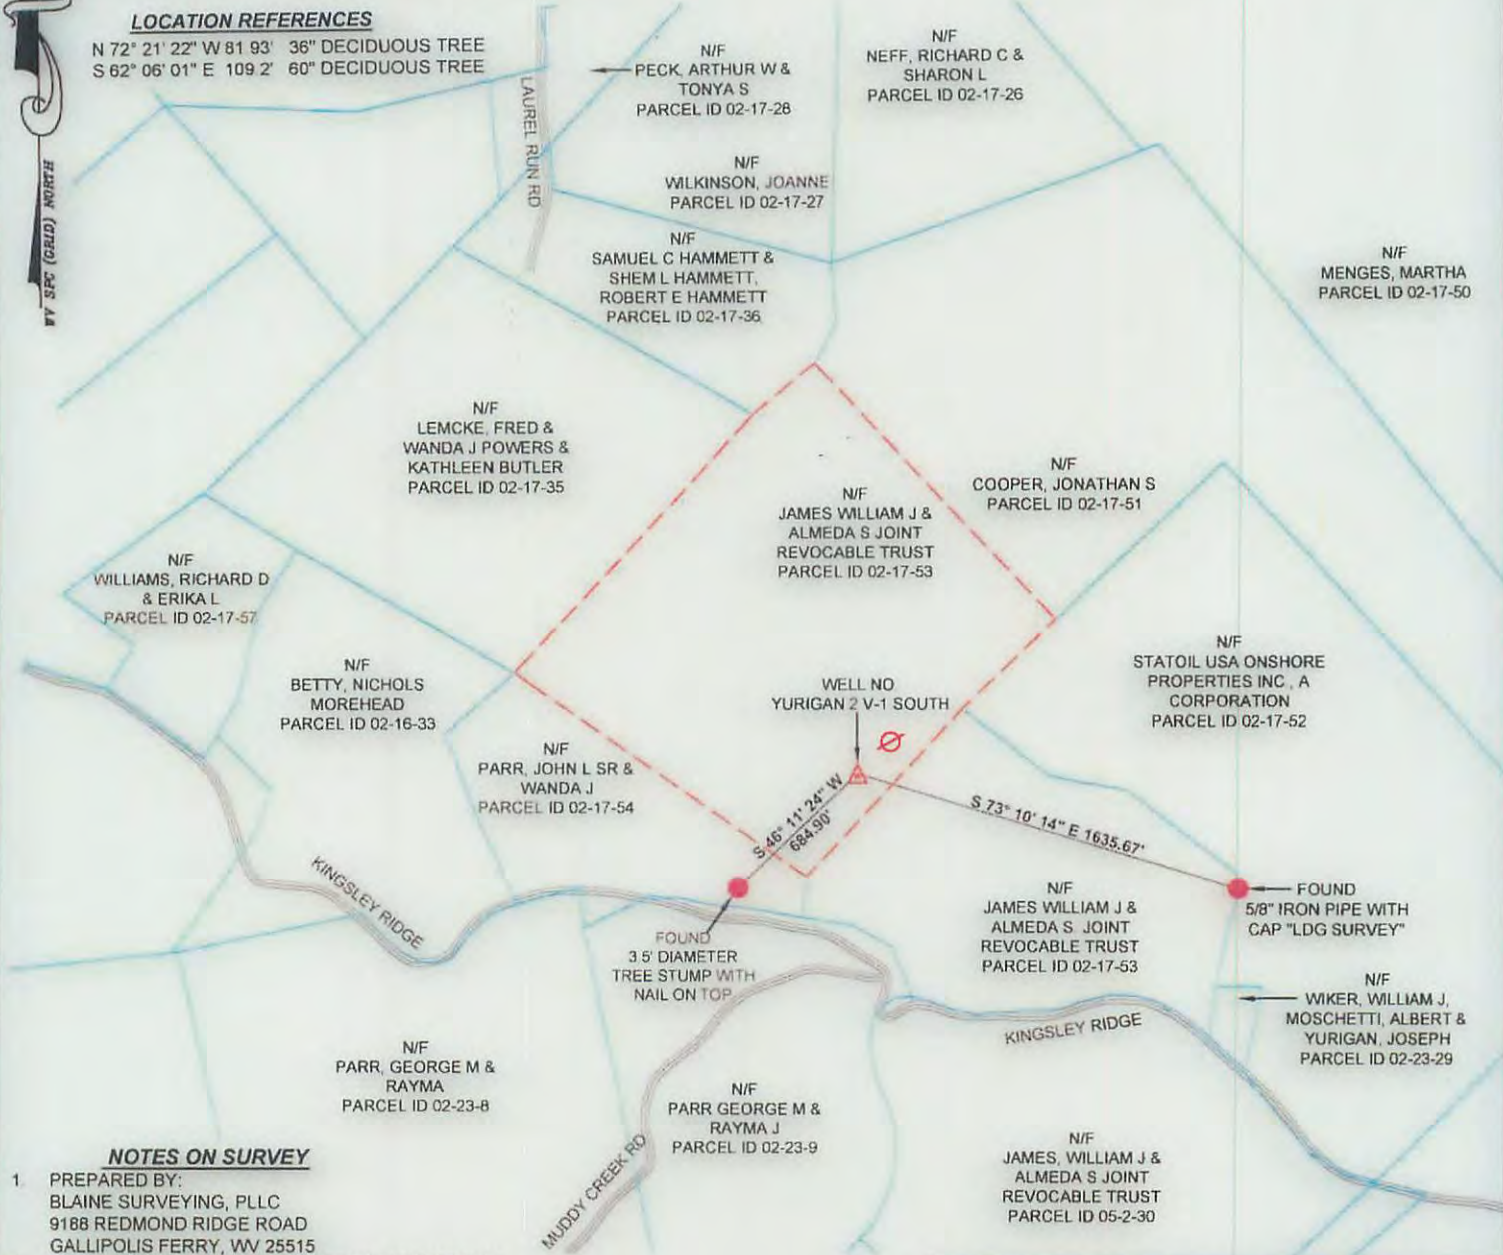 LOCATION REFERENCES
N 72° 21' 22" W 81 93' 36" DECIDUOUS TREE
S 62° 06' 01" E 109.2' 60" DECIDUOUS TREE
WV SPC (GRID) NORTH
LAUREL RUN RD
N/F
PECK, ARTHUR W &
TONYA S
PARCEL ID 02-17-28
N/F
NEFF, RICHARD C &
SHARON L
PARCEL ID 02-17-26
N/F
WILKINSON, JOANNE
PARCEL ID 02-17-27
N/F
SAMUEL C HAMMETT &
SHEM L HAMMETT,
ROBERT E HAMMETT
PARCEL ID 02-17-36
N/F
MENGES, MARTHA
PARCEL ID 02-17-50
N/F
LEMCKE, FRED &
WANDA J POWERS &
KATHLEEN BUTLER
PARCEL ID 02-17-35
N/F
COOPER, JONATHAN S
PARCEL ID 02-17-51
N/F
JAMES WILLIAM J &
ALMEDA S JOINT
REVOCABLE TRUST
PARCEL ID 02-17-53
N/F
WILLIAMS, RICHARD D
& ERIKA L
PARCEL ID 02-17-57
N/F
BETTY, NICHOLS
MOREHEAD
PARCEL ID 02-16-33
N/F
STATOIL USA ONSHORE
PROPERTIES INC , A
CORPORATION
PARCEL ID 02-17-52
WELL NO
YURIGAN 2 V-1 SOUTH
N/F
PARR, JOHN L SR &
WANDA J
PARCEL ID 02-17-54
S 46° 11' 24" W
684.90'
S 73° 10' 14" E 1635.67'
KINGSLEY RIDGE
FOUND
3.5' DIAMETER
TREE STUMP WITH
NAIL ON TOP
N/F
JAMES WILLIAM J &
ALMEDA S. JOINT
REVOCABLE TRUST
PARCEL ID 02-17-53
FOUND
5/8" IRON PIPE WITH
CAP "LDG SURVEY"
N/F
WIKER, WILLIAM J,
MOSCHETTI, ALBERT &
YURIGAN, JOSEPH
PARCEL ID 02-23-29
KINGSLEY RIDGE
N/F
PARR, GEORGE M &
RAYMA
PARCEL ID 02-23-8
N/F
PARR GEORGE M &
RAYMA J
PARCEL ID 02-23-9
MUDDY CREEK RD
N/F
JAMES, WILLIAM J &
ALMEDA S JOINT
REVOCABLE TRUST
PARCEL ID 05-2-30
NOTES ON SURVEY
1 PREPARED BY:
BLAINE SURVEYING, PLLC
9188 REDMOND RIDGE ROAD
GALLIPOLIS FERRY, WV 25515